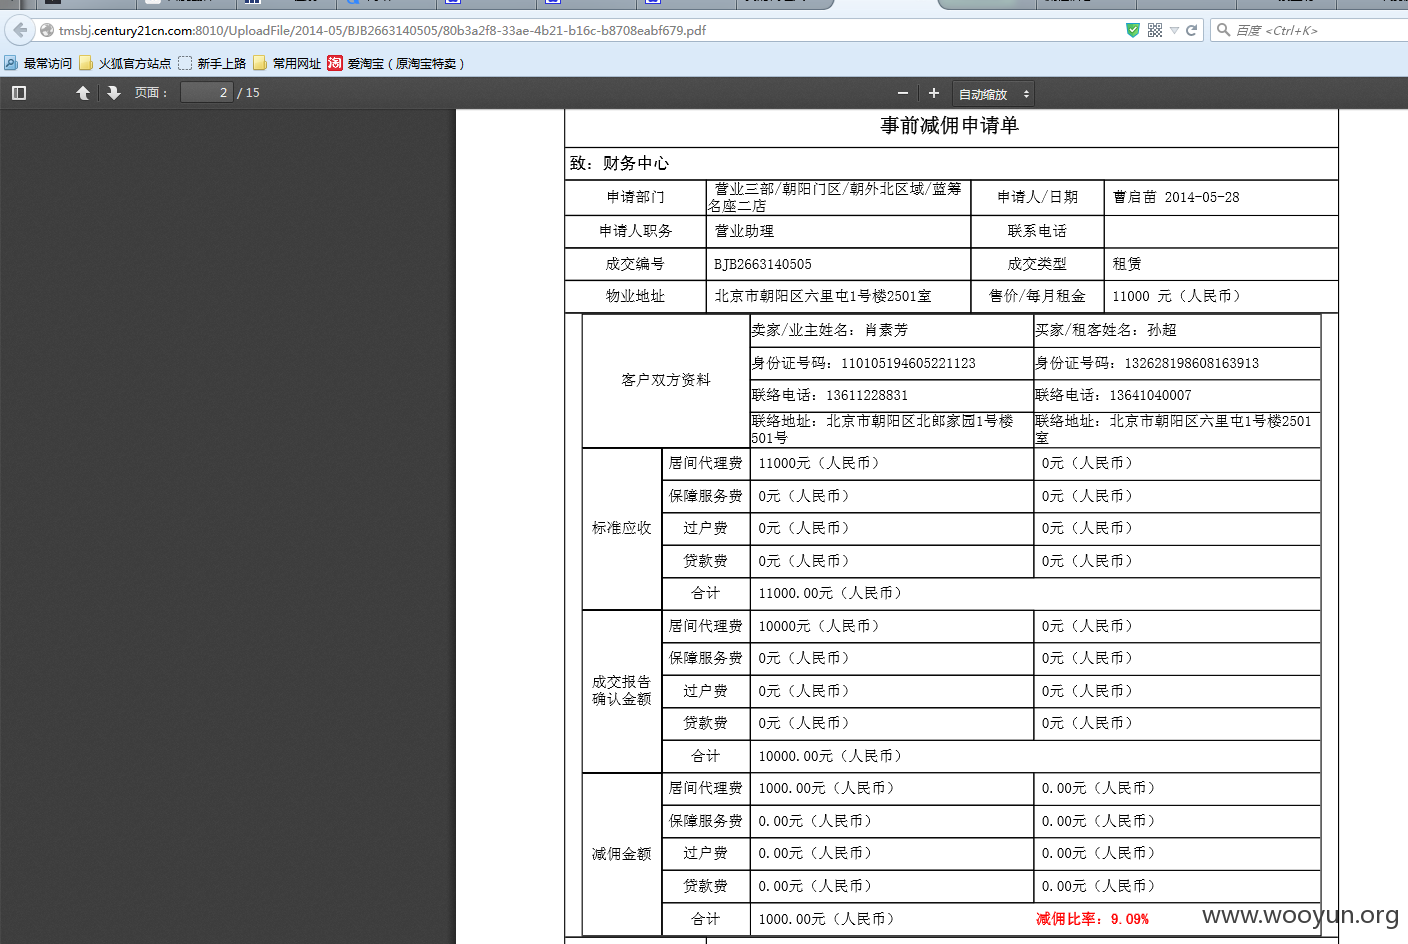 tmsbj.century21cn.com:8010/UploadFile/2014-05/BJB2663140505/80b3a2f8-33ae-4b21-b16c-b8708eabf679.pdf
百度 <Ctrl+K>
最常访问 火狐官方站点 新手上路 常用网址 爱淘宝（原淘宝特卖）
页面： 2 / 15 自动缩放
事前减佣申请单
致：财务中心
申请部门 营业三部/朝阳门区/朝外北区域/蓝筹名座二店 申请人/日期 曹启苗 2014-05-28
申请人职务 营业助理 联系电话
成交编号 BJB2663140505 成交类型 租赁
物业地址 北京市朝阳区六里屯1号楼2501室 售价/每月租金 11000 元（人民币）
客户双方资料
卖家/业主姓名：肖素芳 买家/租客姓名：孙超
身份证号码：110105194605221123 身份证号码：132628198608163913
联络电话：13611228831 联络电话：13641040007
联络地址：北京市朝阳区北郎家园1号楼501号 联络地址：北京市朝阳区六里屯1号楼2501室
标准应收
居间代理费 11000元（人民币） 0元（人民币）
保障服务费 0元（人民币） 0元（人民币）
过户费 0元（人民币） 0元（人民币）
贷款费 0元（人民币） 0元（人民币）
合计 11000.00元（人民币）
成交报告确认金额
居间代理费 10000元（人民币） 0元（人民币）
保障服务费 0元（人民币） 0元（人民币）
过户费 0元（人民币） 0元（人民币）
贷款费 0元（人民币） 0元（人民币）
合计 10000.00元（人民币）
减佣金额
居间代理费 1000.00元（人民币） 0.00元（人民币）
保障服务费 0.00元（人民币） 0.00元（人民币）
过户费 0.00元（人民币） 0.00元（人民币）
贷款费 0.00元（人民币） 0.00元（人民币）
合计 1000.00元（人民币） 减佣比率：9.09%
www.wooyun.org